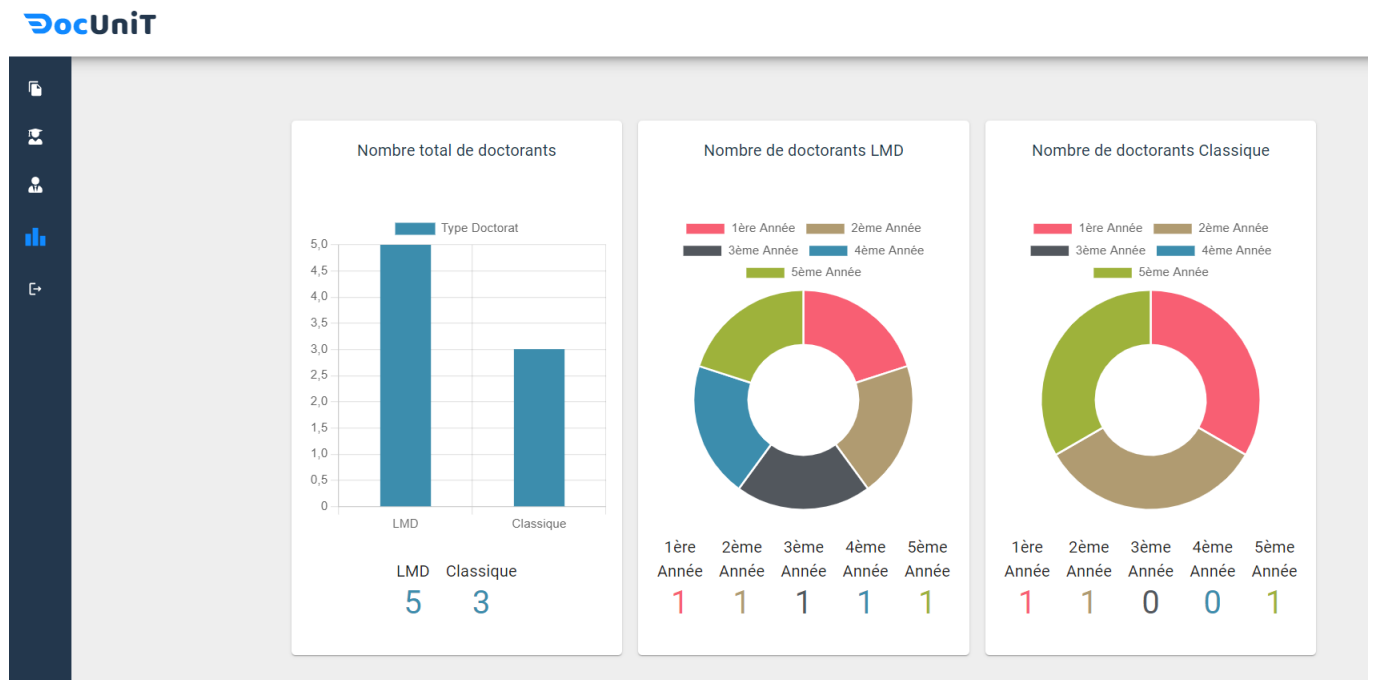 DocUniT
Nombre total de doctorants
Type Doctorat
5,0
4,5
4,0
3,5
3,0
2,5
2,0
1,5
1,0
0,5
0
LMD Classique
LMD Classique
5 3
Nombre de doctorants LMD
1ère Année 2ème Année
3ème Année 4ème Année
5ème Année
1ère 2ème 3ème 4ème 5ème
Année Année Année Année Année
1 1 1 1 1
Nombre de doctorants Classique
1ère Année 2ème Année
3ème Année 4ème Année
5ème Année
1ère 2ème 3ème 4ème 5ème
Année Année Année Année Année
1 1 0 0 1